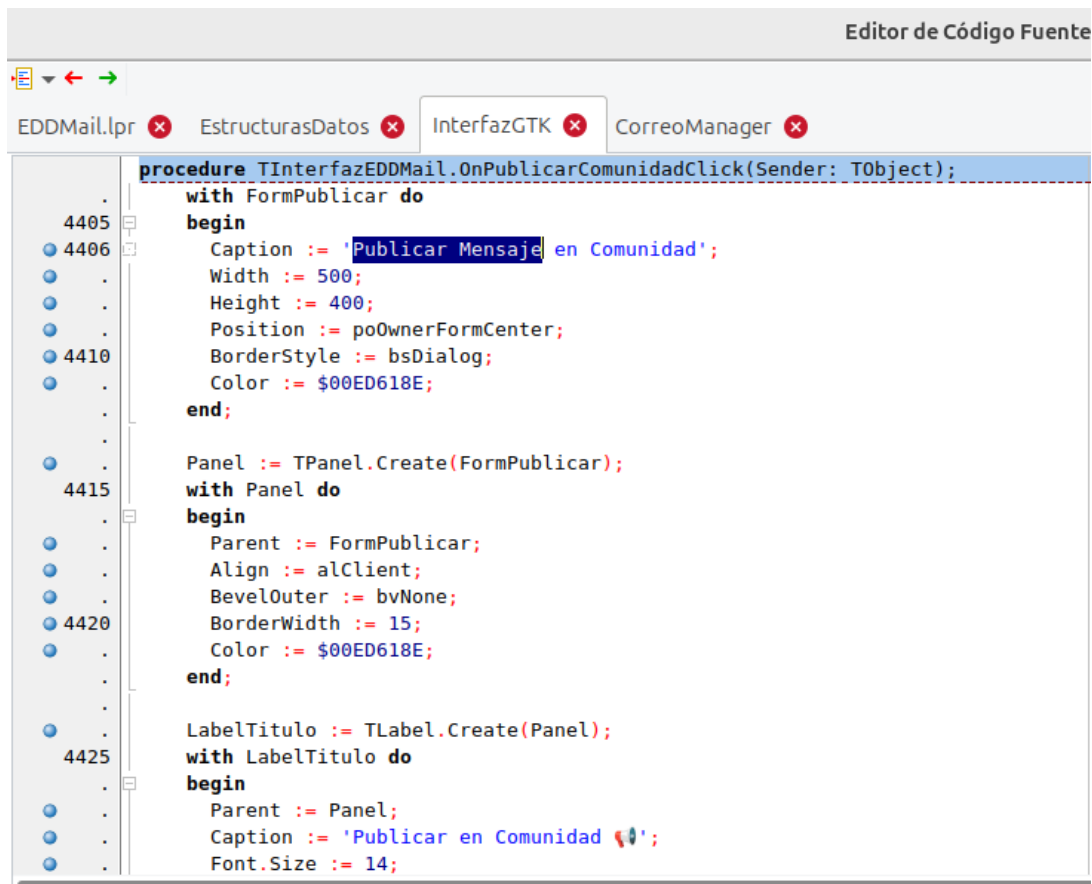 Editor de Código Fuente
EDDMail.lpr EstructurasDatos InterfazGTK CorreoManager
procedure TInterfazEDDMail.OnPublicarComunidadClick(Sender: TObject);
. with FormPublicar do
4405 begin
4406 Caption := 'Publicar Mensaje en Comunidad';
. Width := 500;
. Height := 400;
. Position := poOwnerFormCenter;
4410 BorderStyle := bsDialog;
. Color := $00ED618E;
. end;
.
. Panel := TPanel.Create(FormPublicar);
4415 with Panel do
. begin
. Parent := FormPublicar;
. Align := alClient;
. BevelOuter := bvNone;
4420 BorderWidth := 15;
. Color := $00ED618E;
. end;
.
. LabelTitulo := TLabel.Create(Panel);
4425 with LabelTitulo do
. begin
. Parent := Panel;
. Caption := 'Publicar en Comunidad 📢';
. Font.Size := 14;